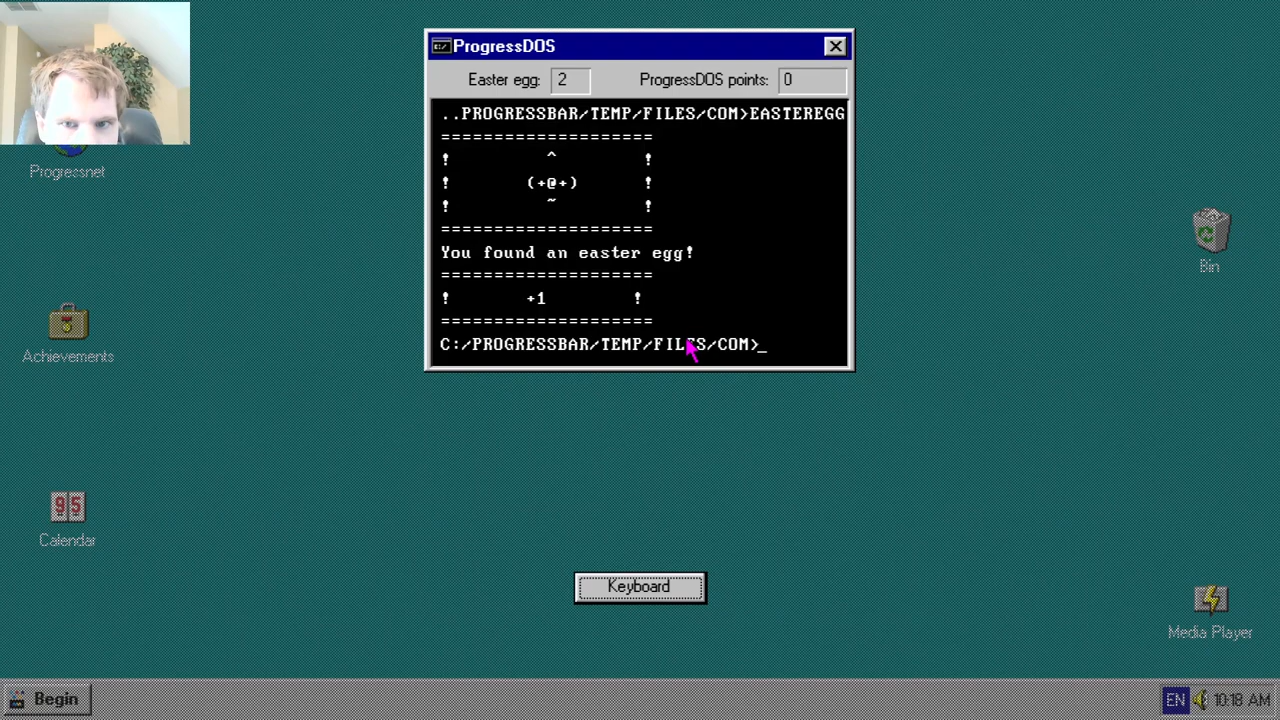 ProgressDOS
Easter egg: 2 ProgressDOS points: 0
..PROGRESSBAR/TEMP/FILES/COM>EASTEREGG
====================
! ^ !
! (+@+) !
! ~ !
====================
You found an easter egg!
====================
! +1 !
====================
C:/PROGRESSBAR/TEMP/FILES/COM>_
Progressnet
Bin
Achievements
95
Calendar
Keyboard
Media Player
Begin
EN 10:18 AM